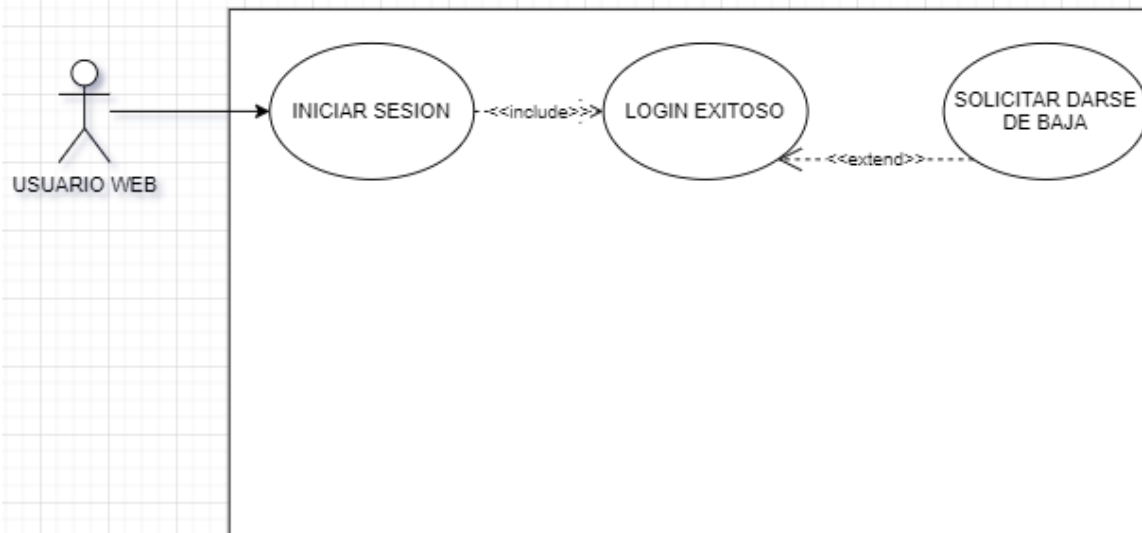 INICIAR SESION
<<include>>
LOGIN EXITOSO
SOLICITAR DARSE
DE BAJA
<<extend>>
USUARIO WEB